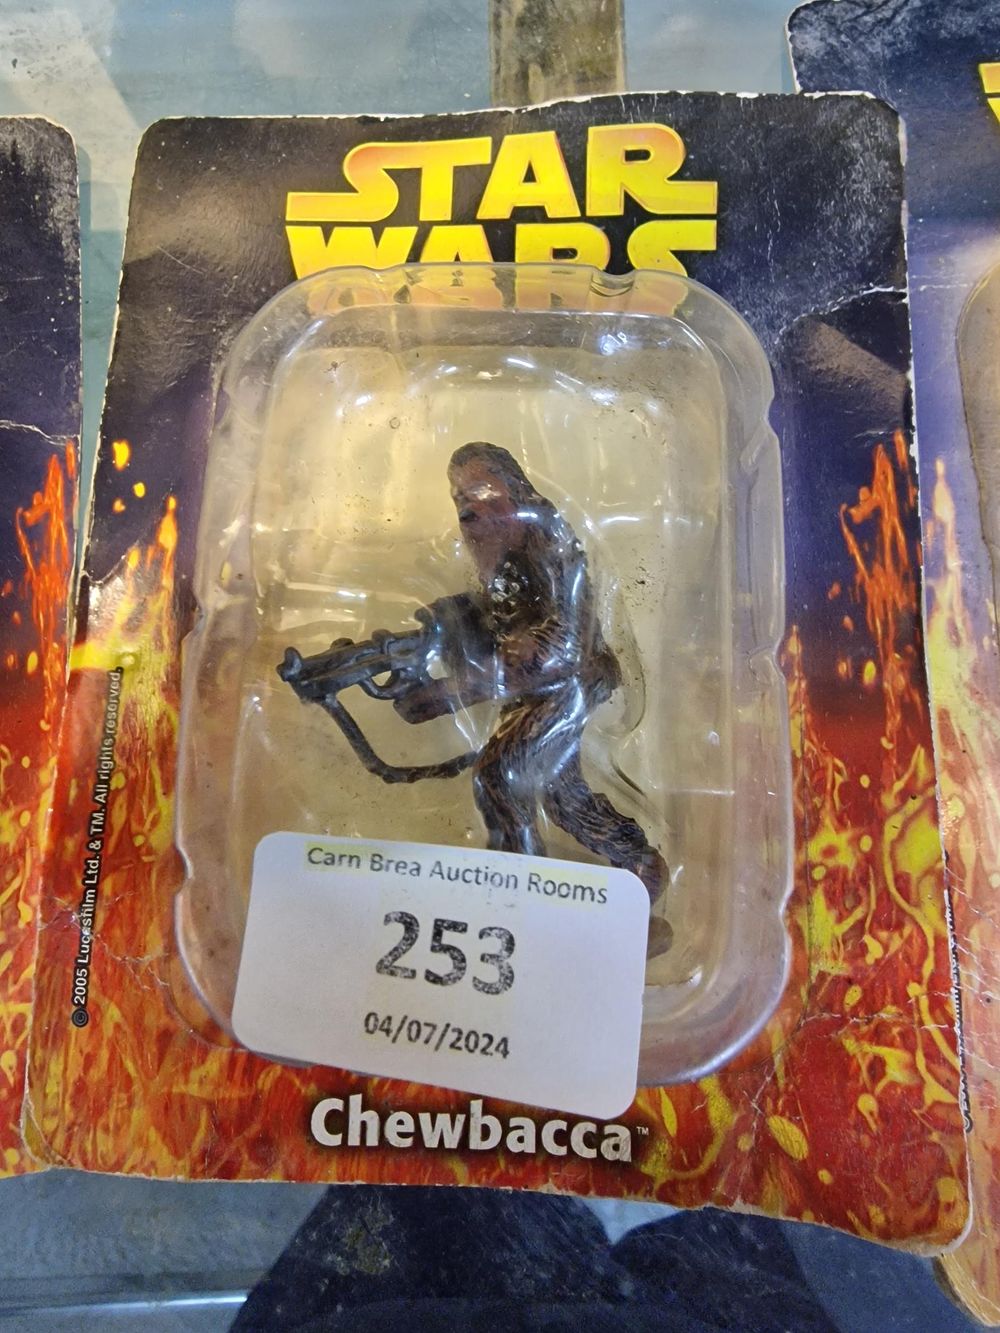 STAR
WARS
© 2005 Lucasfilm Ltd. & TM. All rights reserved.
Carn Brea Auction Rooms
253
04/07/2024
Chewbacca™